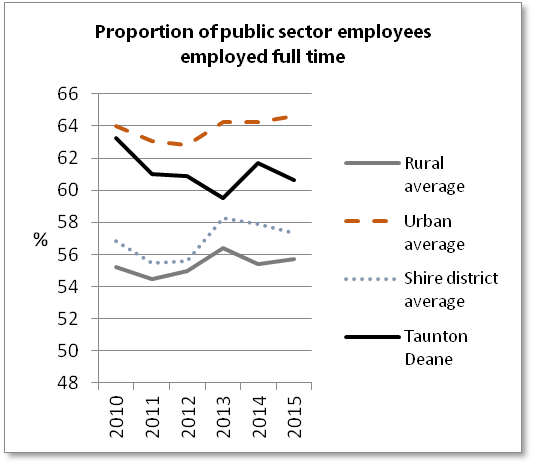 Proportion of public sector employees
employed full time
66
64
62
60
58
56
54
52
50
48
%
2010
2011
2012
2013
2014
2015
Rural
average
Urban
average
Shire district
average
Taunton
Deane